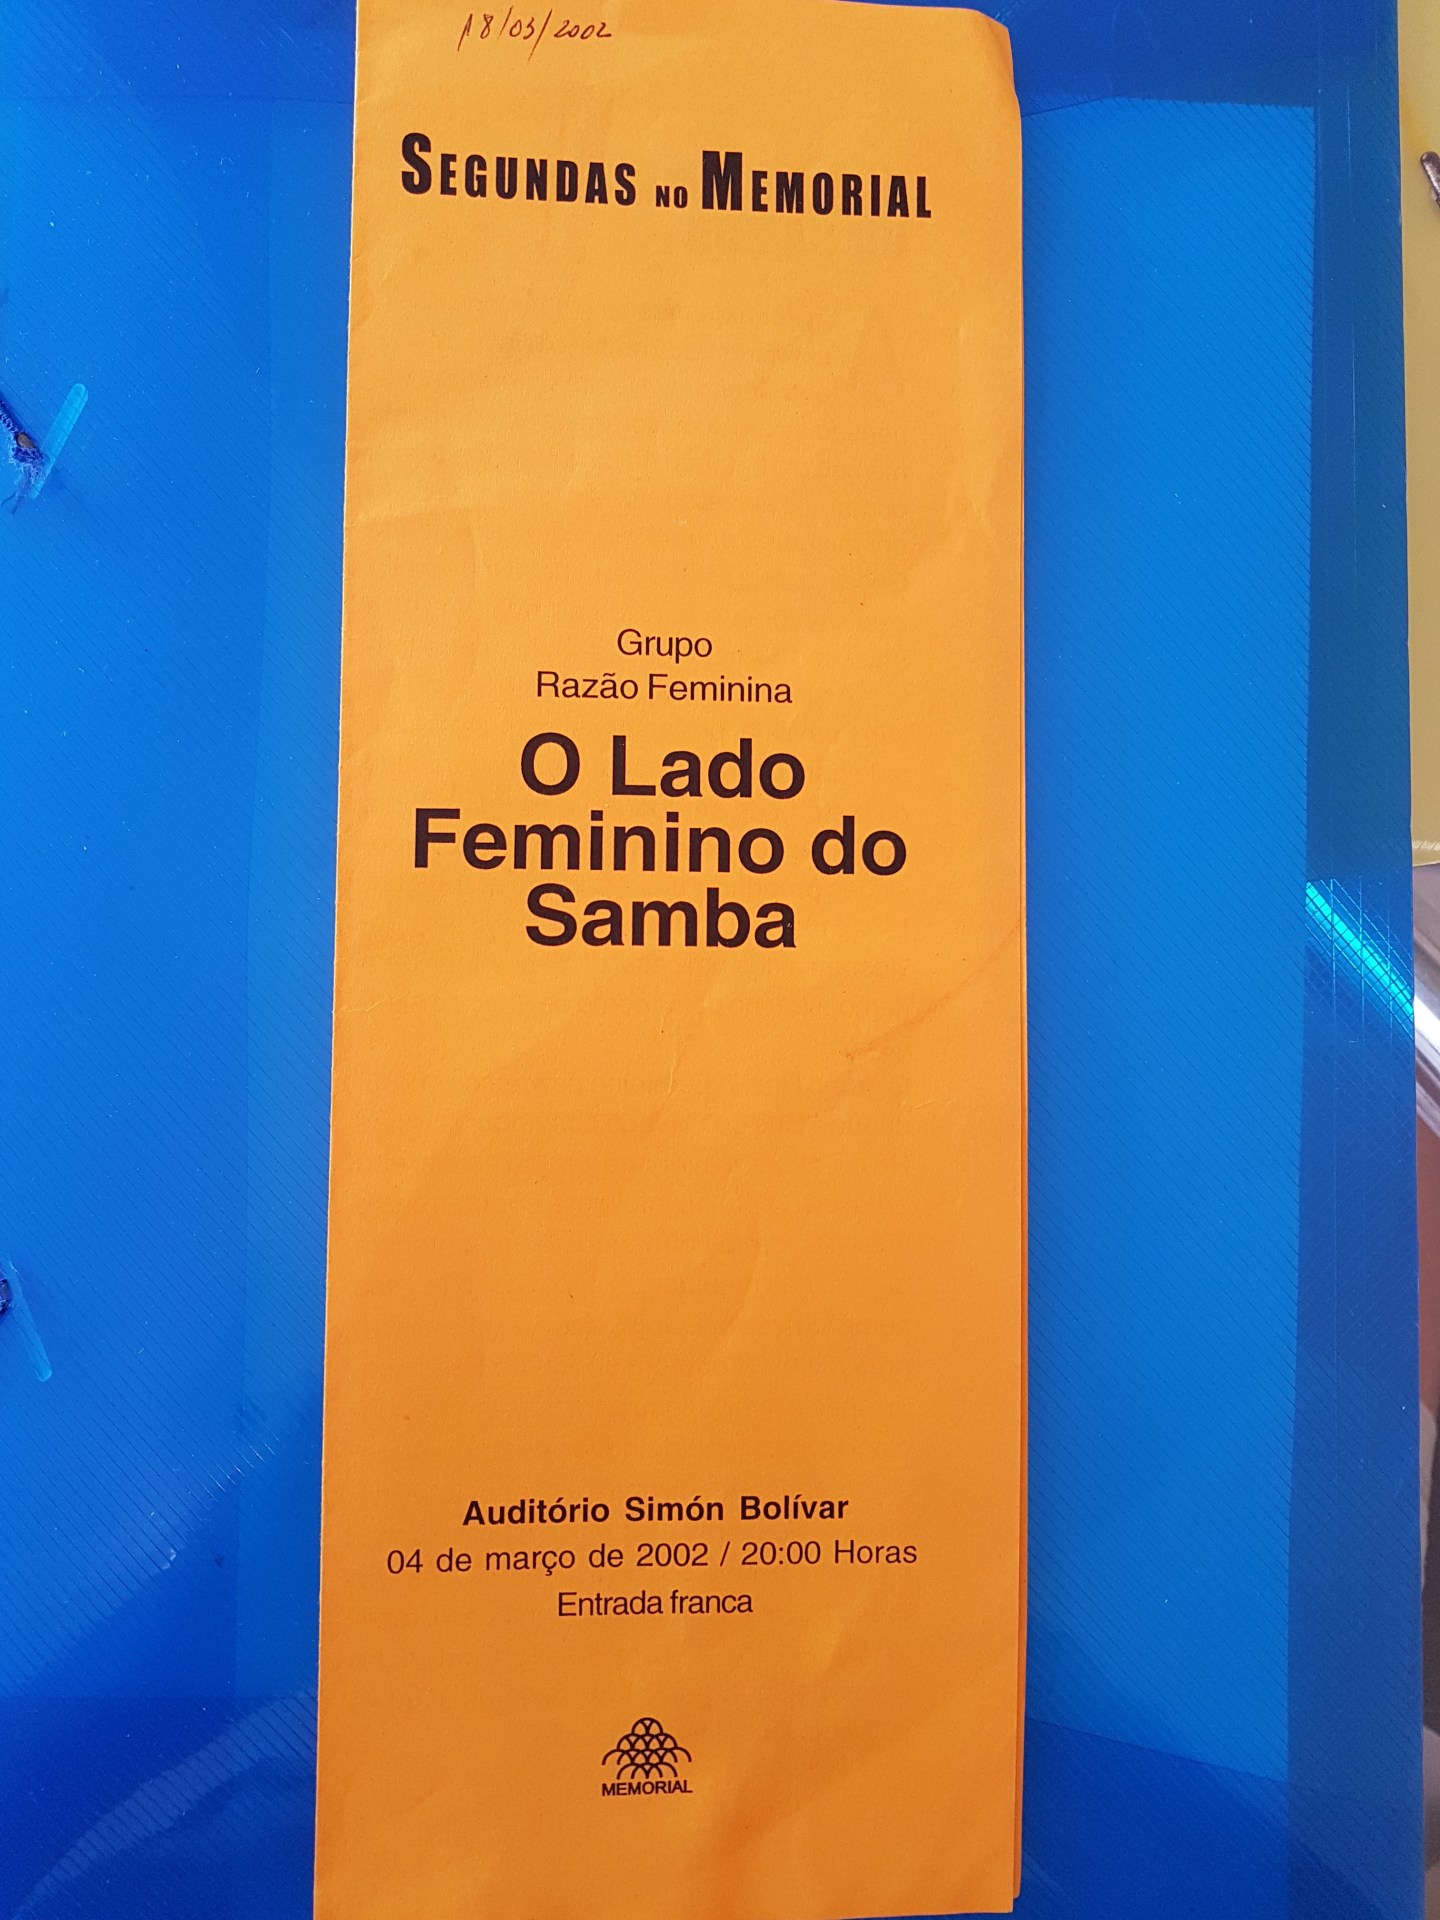 18/03/2002
SEGUNDAS NO MEMORIAL
Grupo
Razão Feminina
O Lado
Feminino do
Samba
Auditório Simón Bolívar
04 de março de 2002 / 20:00 Horas
Entrada franca
MEMORIAL